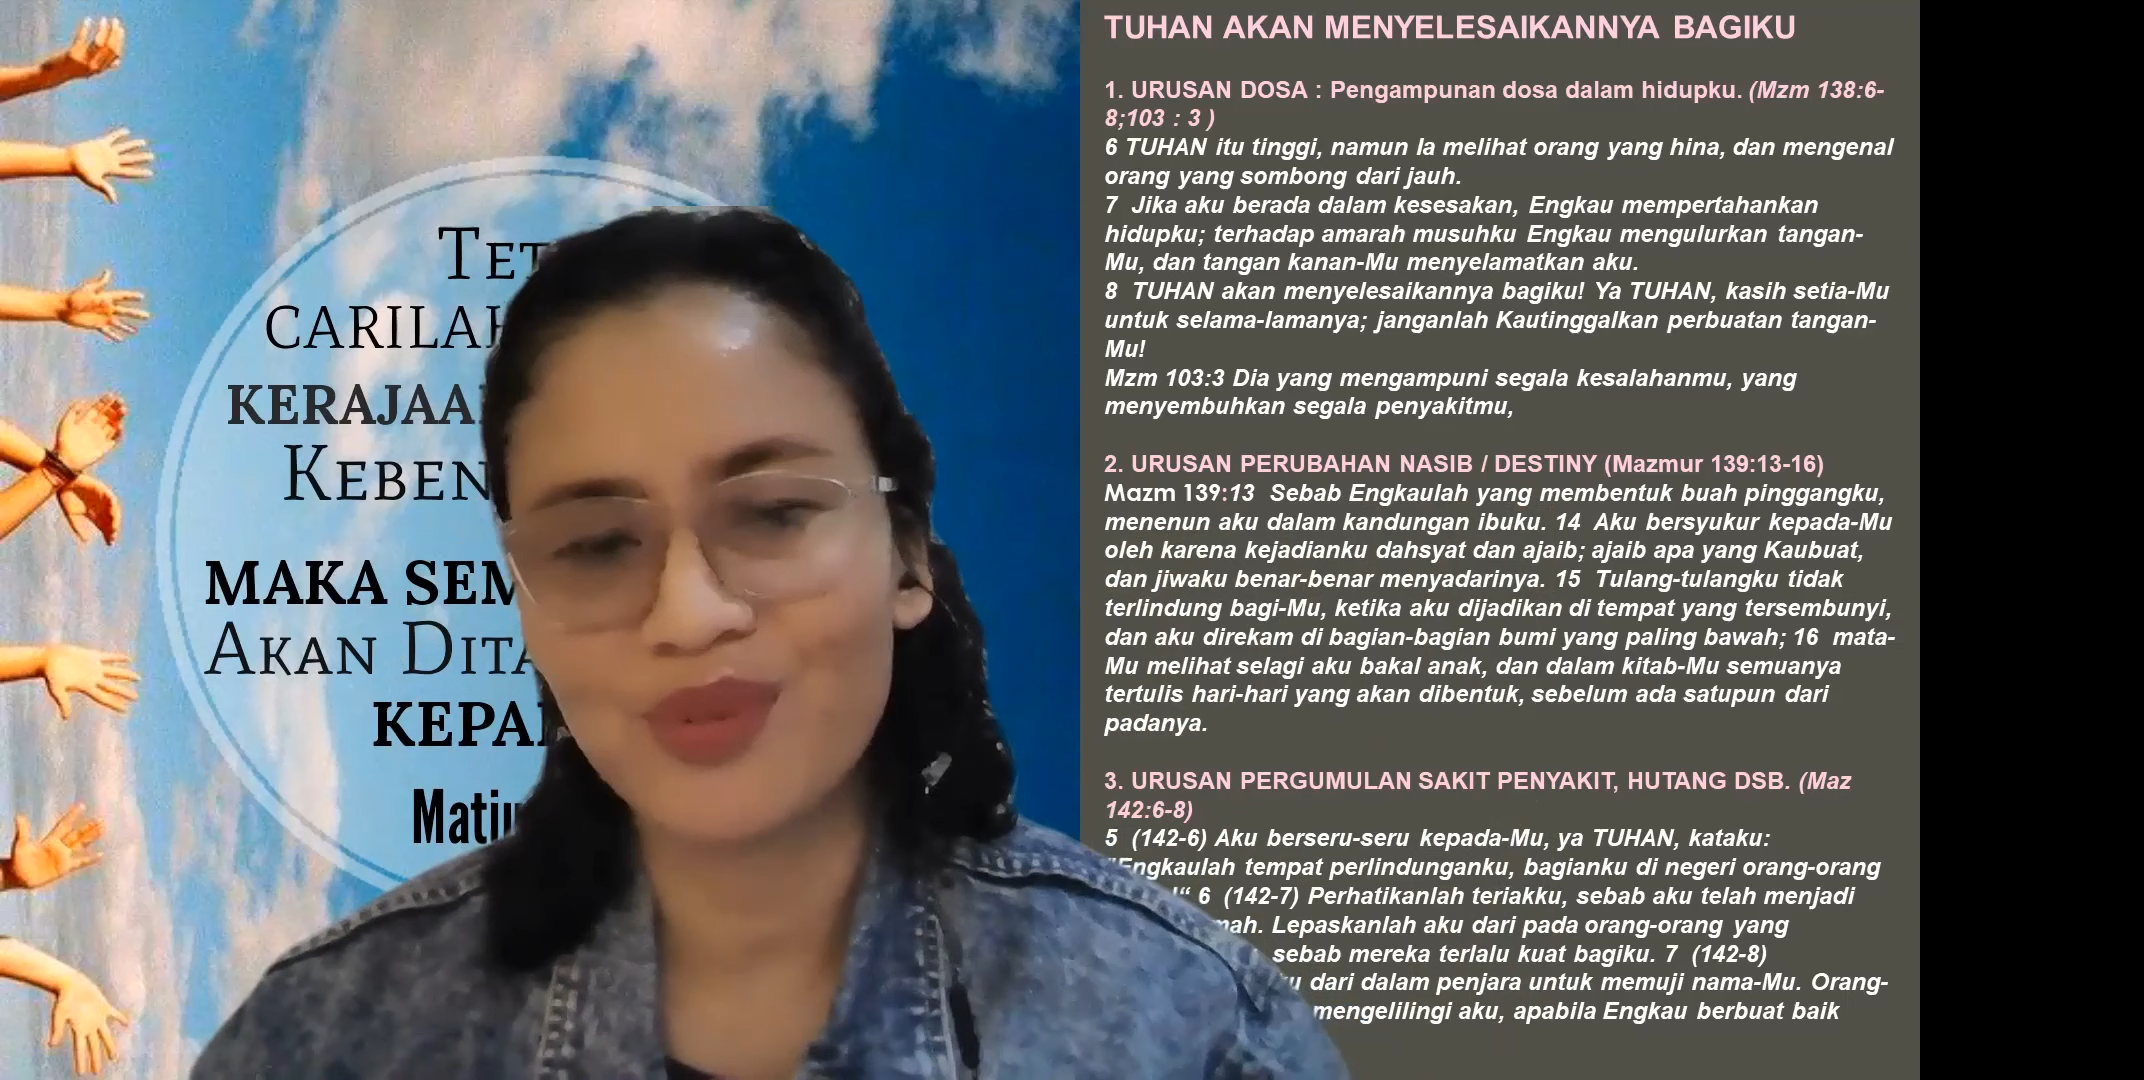 CARILAH
KERAJAA
MAKA
AKAN
TUHAN AKAN MENYELESAIKANNYA BAGIKU
1. URUSAN DOSA : Pengampunan dosa dalam hidupku. (Mzm 138:6-
8;103 : 3 )
6 TUHAN itu tinggi, namun Ia melihat orang yang hina, dan mengenal
orang yang sombong dari jauh.
7 Jika aku berada dalam kesesakan, Engkau mempertahankan
hidupku; terhadap amarah musuhku Engkau mengulurkan tangan-
Mu, dan tangan kanan-Mu menyelamatkan aku.
8 TUHAN akan menyelesaikannya bagiku! Ya TUHAN, kasih setia-Mu
untuk selama-lamanya; janganlah Kautinggalkan perbuatan tangan-
Mu!
Mzm 103:3 Dia yang mengampuni segala kesalahanmu, yang
menyembuhkan segala penyakitmu,
2. URUSAN PERUBAHAN NASIB / DESTINY (Mazmur 139:13-16)
Mazm 139:13 Sebab Engkaulah yang membentuk buah pinggangku,
menenun aku dalam kandungan ibuku. 14 Aku bersyukur kepada-Mu
oleh karena kejadianku dahsyat dan ajaib; ajaib apa yang Kaubuat,
dan jiwaku benar-benar menyadarinya. 15 Tulang-tulangku tidak
terlindung bagi-Mu, ketika aku dijadikan di tempat yang tersembunyi,
dan aku direkam di bagian-bagian bumi yang paling bawah; 16 mata-
Mu melihat selagi aku bakal anak, dan dalam kitab-Mu semuanya
tertulis hari-hari yang akan dibentuk, sebelum ada satupun dari
padanya.
3. URUSAN PERGUMULAN SAKIT PENYAKIT, HUTANG DSB. (Maz
142:6-8)
5 (142-6) Aku berseru-seru kepada-Mu, ya TUHAN, kataku:
"Engkaulah tempat perlindunganku, bagianku di negeri orang-orang
6 (142-7) Perhatikanlah teriakku, sebab aku telah menjadi
Lepaskanlah aku dari pada orang-orang yang
sebab mereka terlalu kuat bagiku. 7 (142-8)
dari dalam penjara untuk memuji nama-Mu. Orang-
mengelilingi aku, apabila Engkau berbuat baik